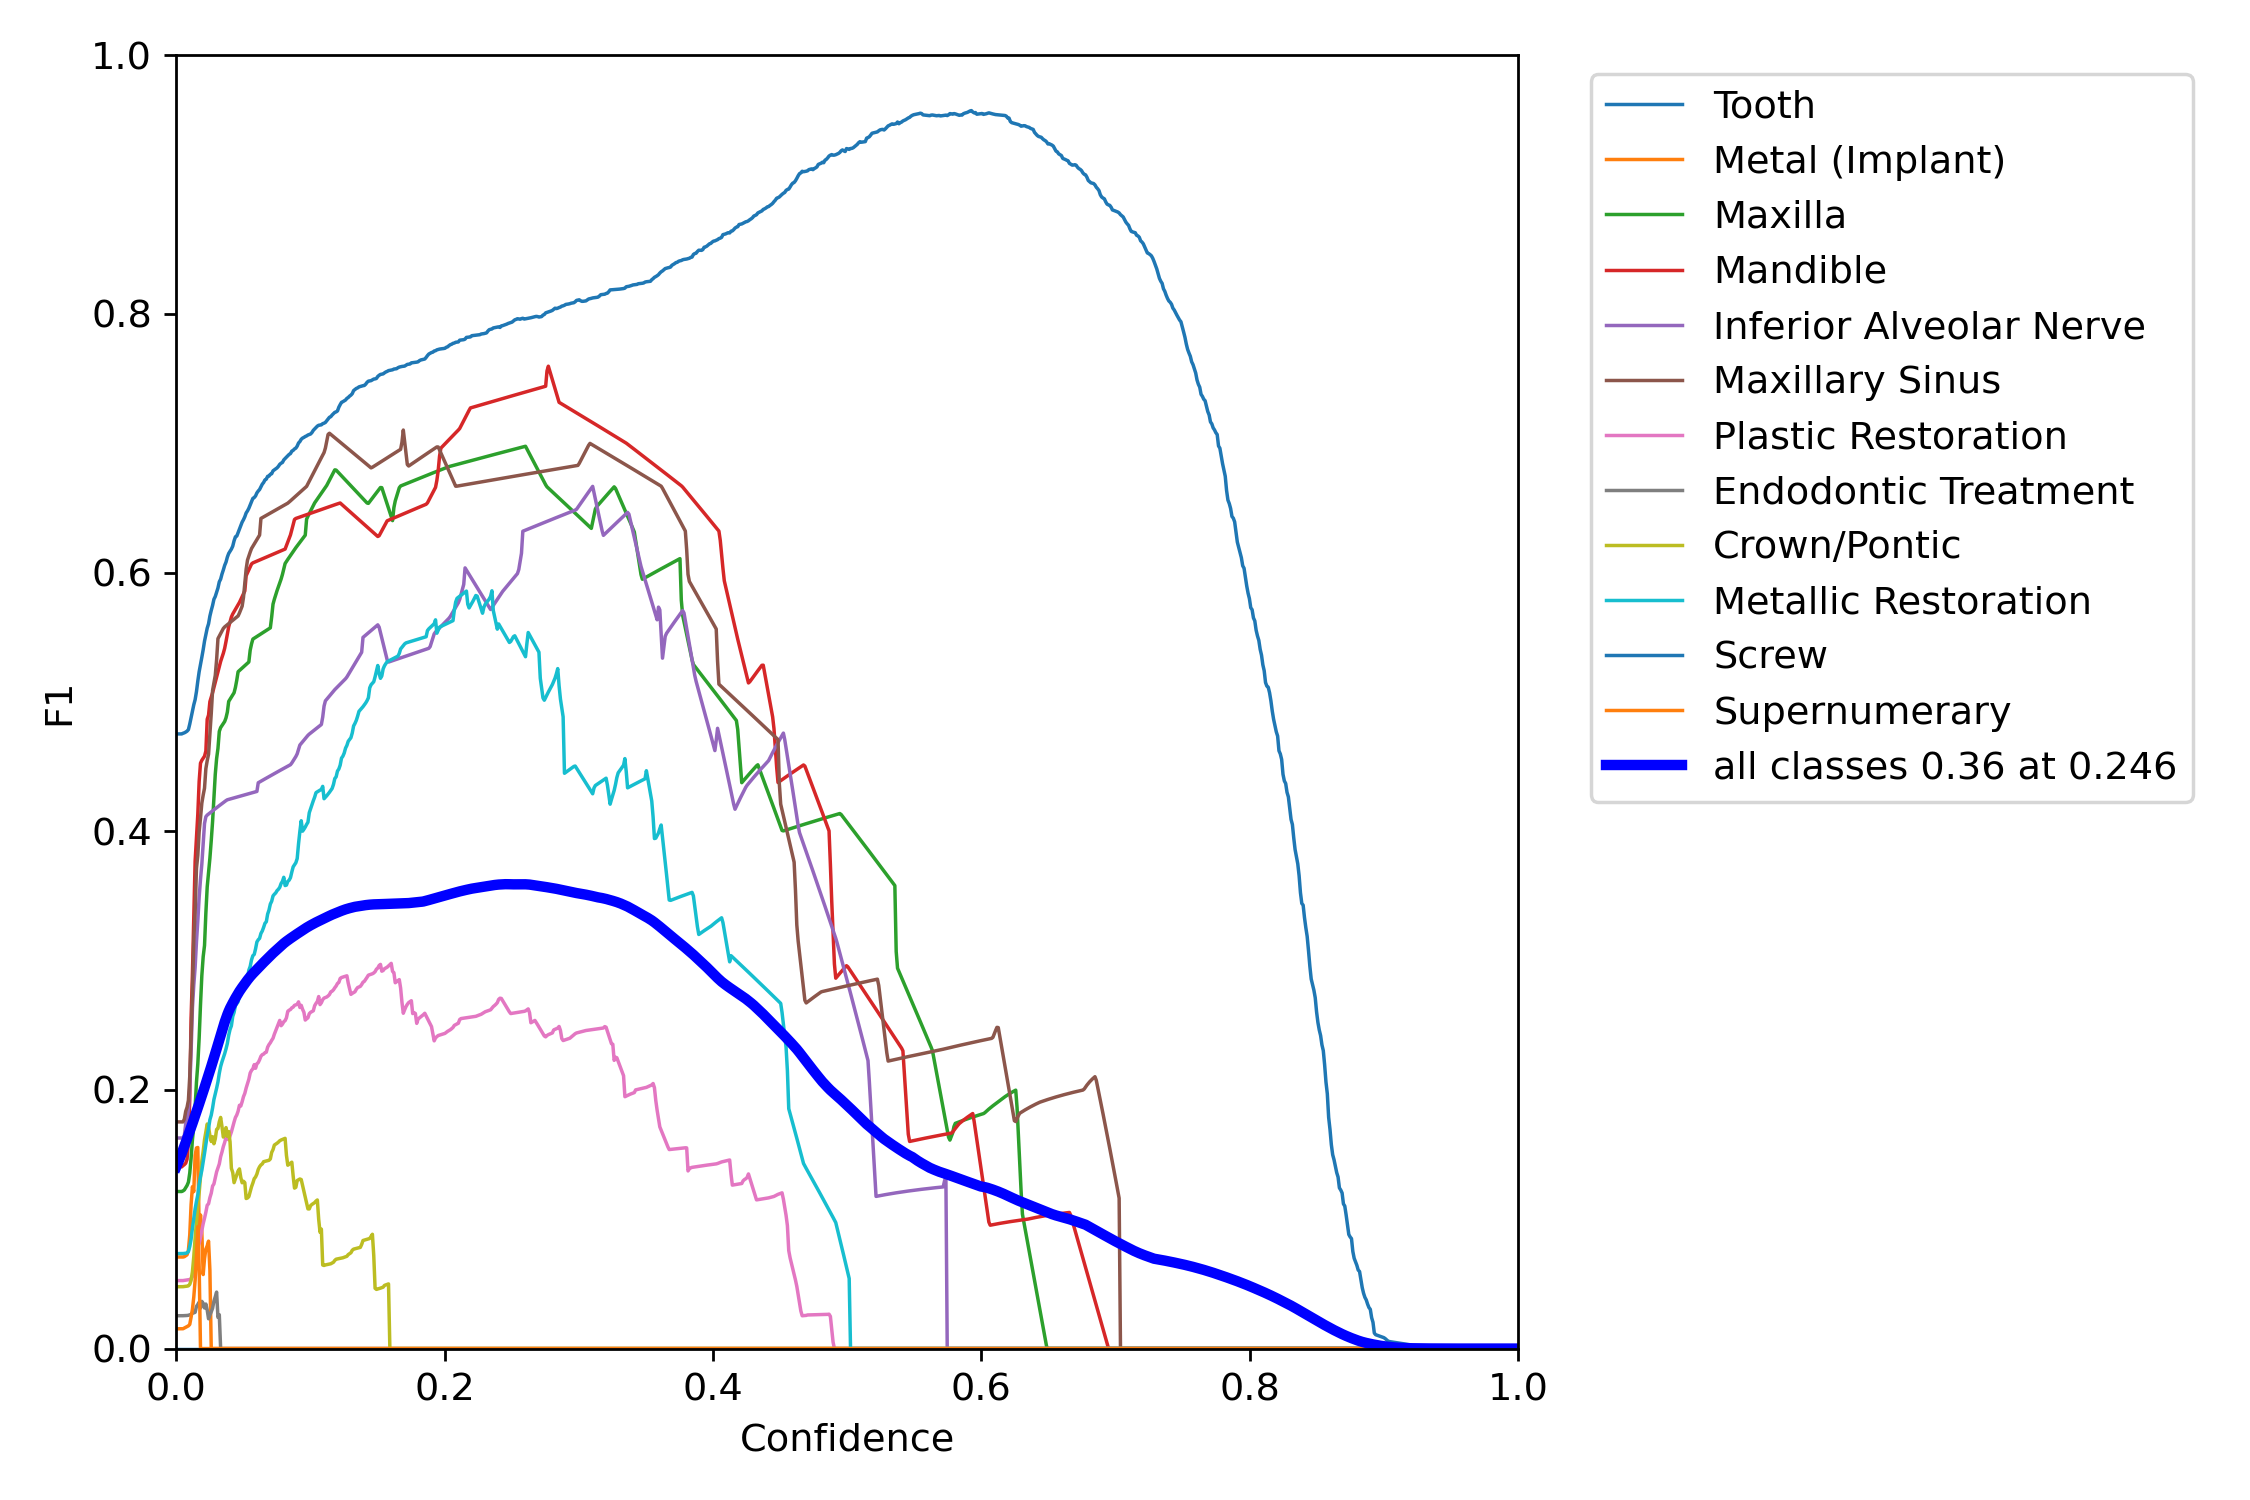 1.0
0.8
0.6
0.4
0.2
0.0
F1
0.0 0.2 0.4 0.6 0.8 1.0
Confidence
Tooth
Metal (Implant)
Maxilla
Mandible
Inferior Alveolar Nerve
Maxillary Sinus
Plastic Restoration
Endodontic Treatment
Crown/Pontic
Metallic Restoration
Screw
Supernumerary
all classes 0.36 at 0.246